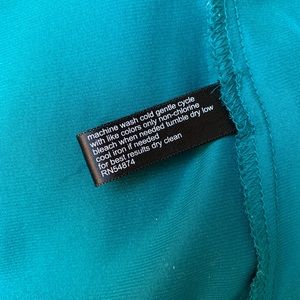 machine wash cold gentle cycle
with like colors only non-chlorine
bleach when needed tumble dry low
cool iron if needed
for best results dry clean
RN54874